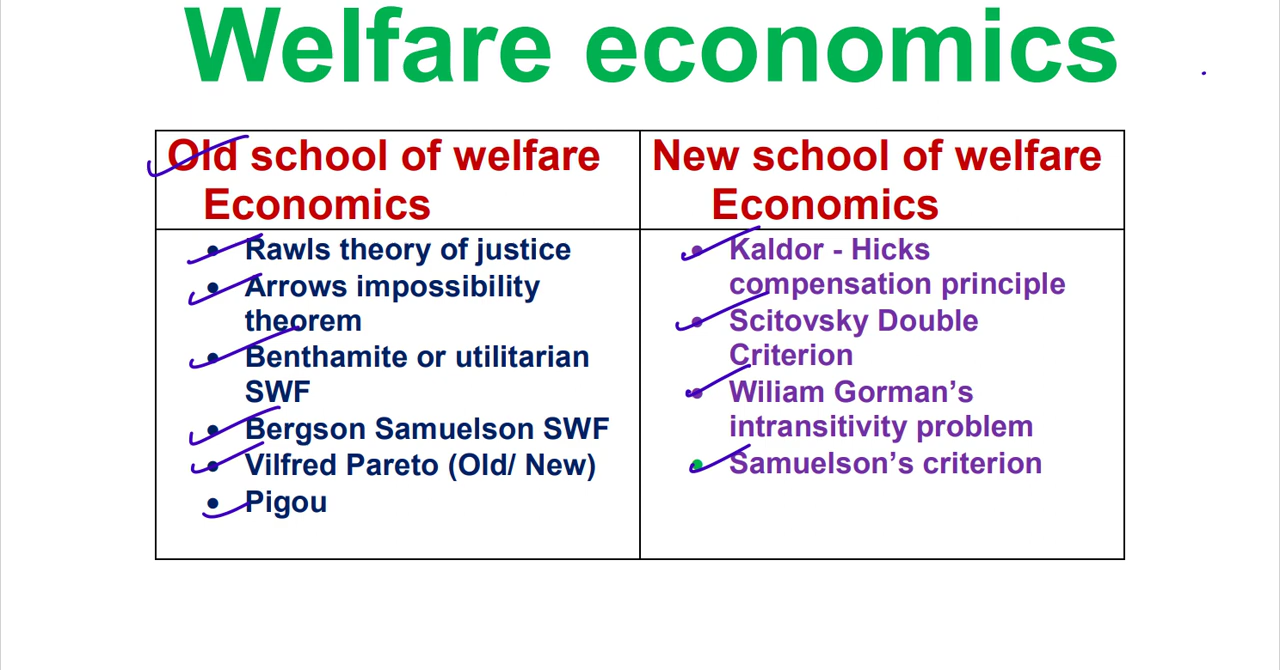 Welfare economics
Old school of welfare
Economics
New school of welfare
Economics
• Rawls theory of justice
• Arrows impossibility
theorem
• Benthamite or utilitarian
SWF
• Bergson Samuelson SWF
• Vilfred Pareto (Old/ New)
• Pigou
• Kaldor - Hicks
compensation principle
• Scitovsky Double
Criterion
• Wiliam Gorman’s
intransitivity problem
• Samuelson’s criterion